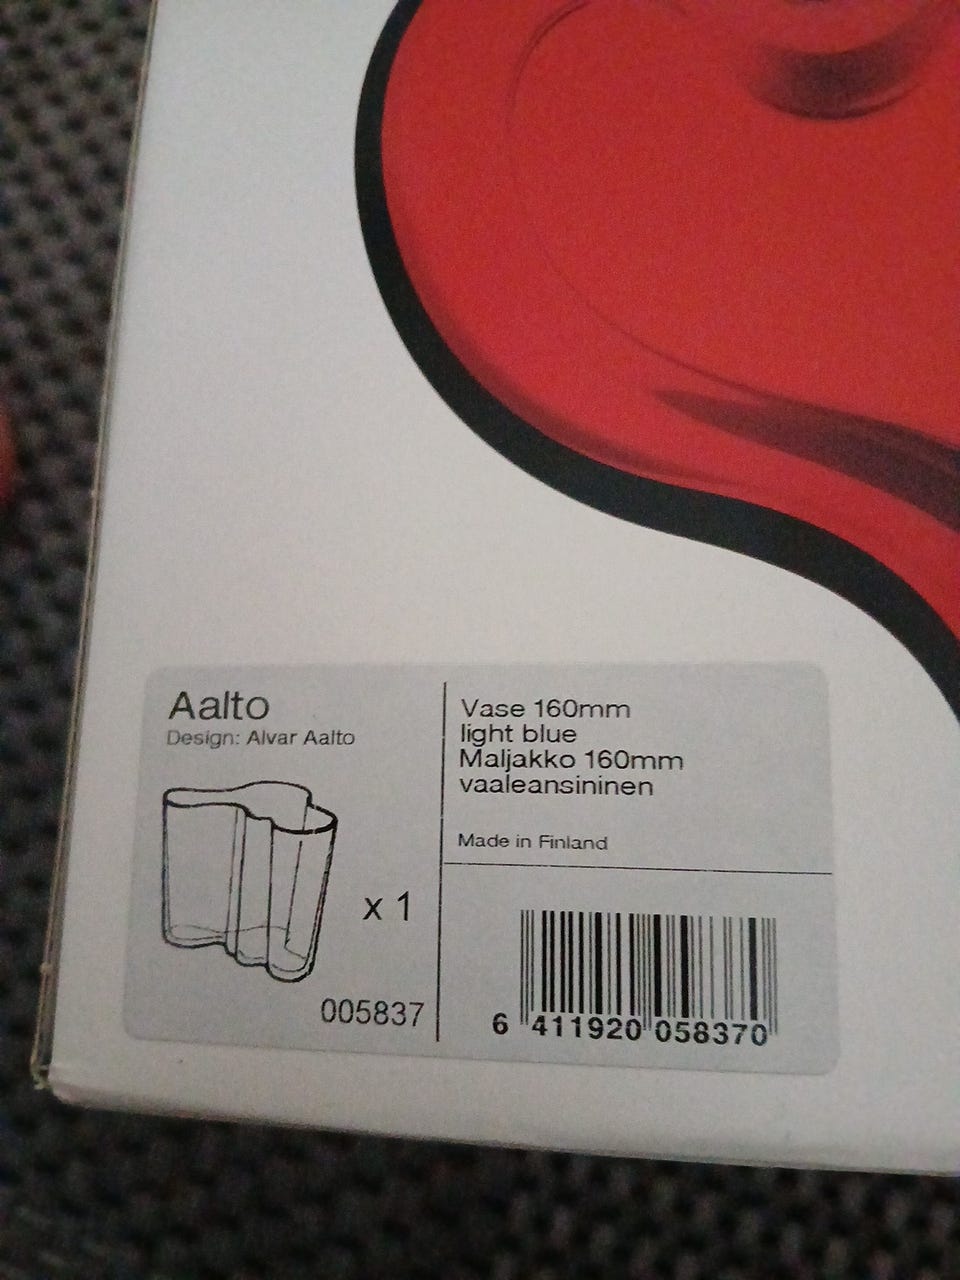 Aalto
Design: Alvar Aalto
x 1
005837
Vase 160mm
light blue
Maljakko 160mm
vaaleansininen
Made in Finland
6 411920 058370